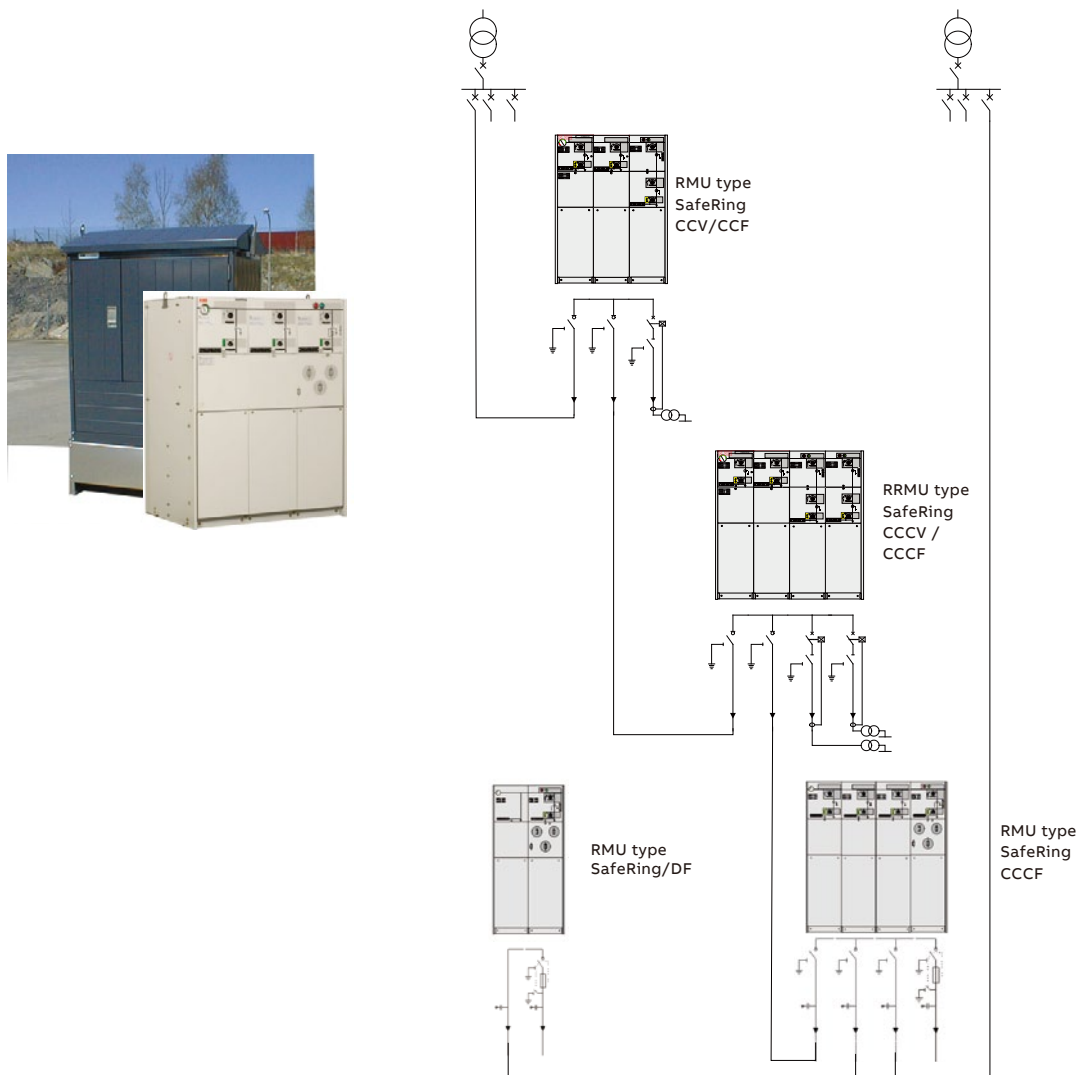 RMU type
SafeRing
CCV/CCF
RRMU type
SafeRing
CCCV /
CCCF
RMU type
SafeRing/DF
RMU type
SafeRing
CCCF